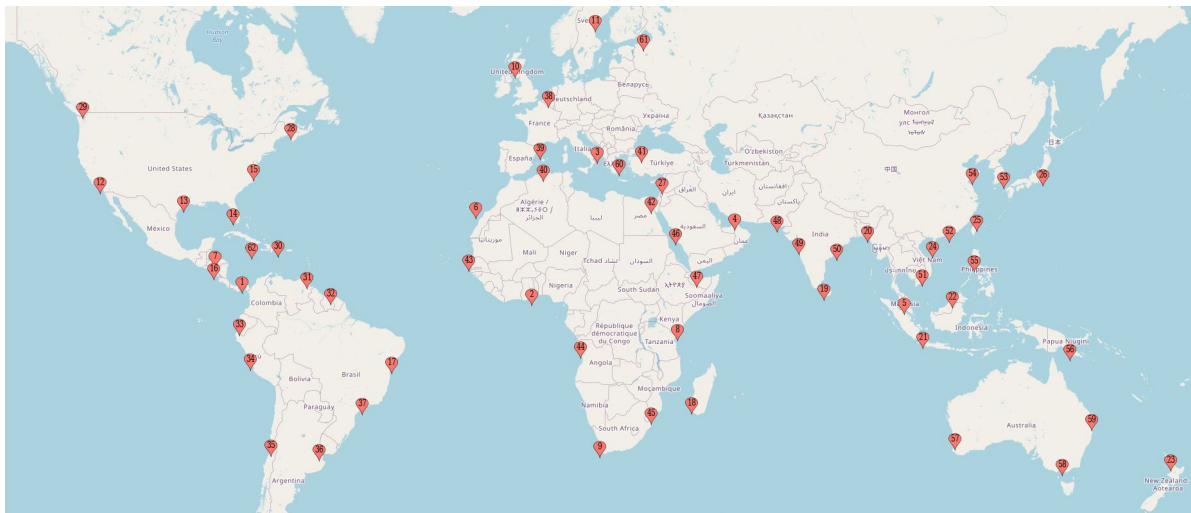 11
Sve
61
Hudson
Bay
10
United Kingdom
Беларусь
38
Deutschland
29
France
Україна
Қазақстан
Монгол
улс
28
România
39
Italia
3
41
O'zbekiston
España
60
Ελλάς
Türkiye
Türkmenistan
15
United States
40
27
العراق
ایران
افغانستان
中国
54
53
26
日本
12
13
6
Algérie /
الجزائر
ليبيا
42
مصر
السعودية
پاکستان
14
4
48
25
México
62
30
موريتانيا
46
عمان
India
20
52
7
43
Mali
Niger
Tchad تشاد
السودان
اليمن
49
50
24
Việt Nam
55
Philippines
16
1
31
2
Nigeria
South Sudan
47
Soomaaliya
الصومال
19
51
32
Colombia
5
Malaysia
22
33
République
démocratique
du Congo
Kenya
8
Tanzania
21
Indonesia
Papua Niugini
56
34
17
44
Angola
Brasil
Bolivia
Moçambique
37
Paraguay
Namibia
18
45
South Africa
9
Australia
59
57
58
35
36
Argentina
23
New Zealand
Aotearoa